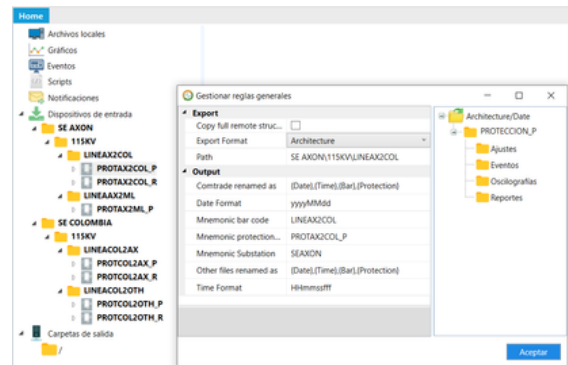 Home
Archivos locales
Gráficos
Eventos
Scripts
Notificaciones
Dispositivos de entrada
SE AXON
115KV
LINEAX2COL
PROTAX2COL_P
PROTAX2COL_R
LINEAAX2ML
PROTAX2ML_P
SE COLOMBIA
115KV
LINEACOL2AX
PROTCOL2AX_P
PROTCOL2AX_R
LINEACOL2OTH
PROTCOL2OTH_P
PROTCOL2OTH_R
Carpetas de salida
/
Gestionar reglas generales
Export
Copy full remote struc...
Export Format Architecture
Path SE AXON\115KV\LINEAX2COL
Output
Comtrade renamed as {Date},{Time},{Bar},{Protection}
Date Format yyyyMMdd
Mnemonic bar code LINEAX2COL
Mnemonic protection... PROTAX2COL_P
Mnemonic Substation SEAXON
Other files renamed as {Date},{Time},{Bar},{Protection}
Time Format HHmmssfff
Architecture/Date
PROTECCION_P
Ajustes
Eventos
Oscilografías
Reportes
Aceptar